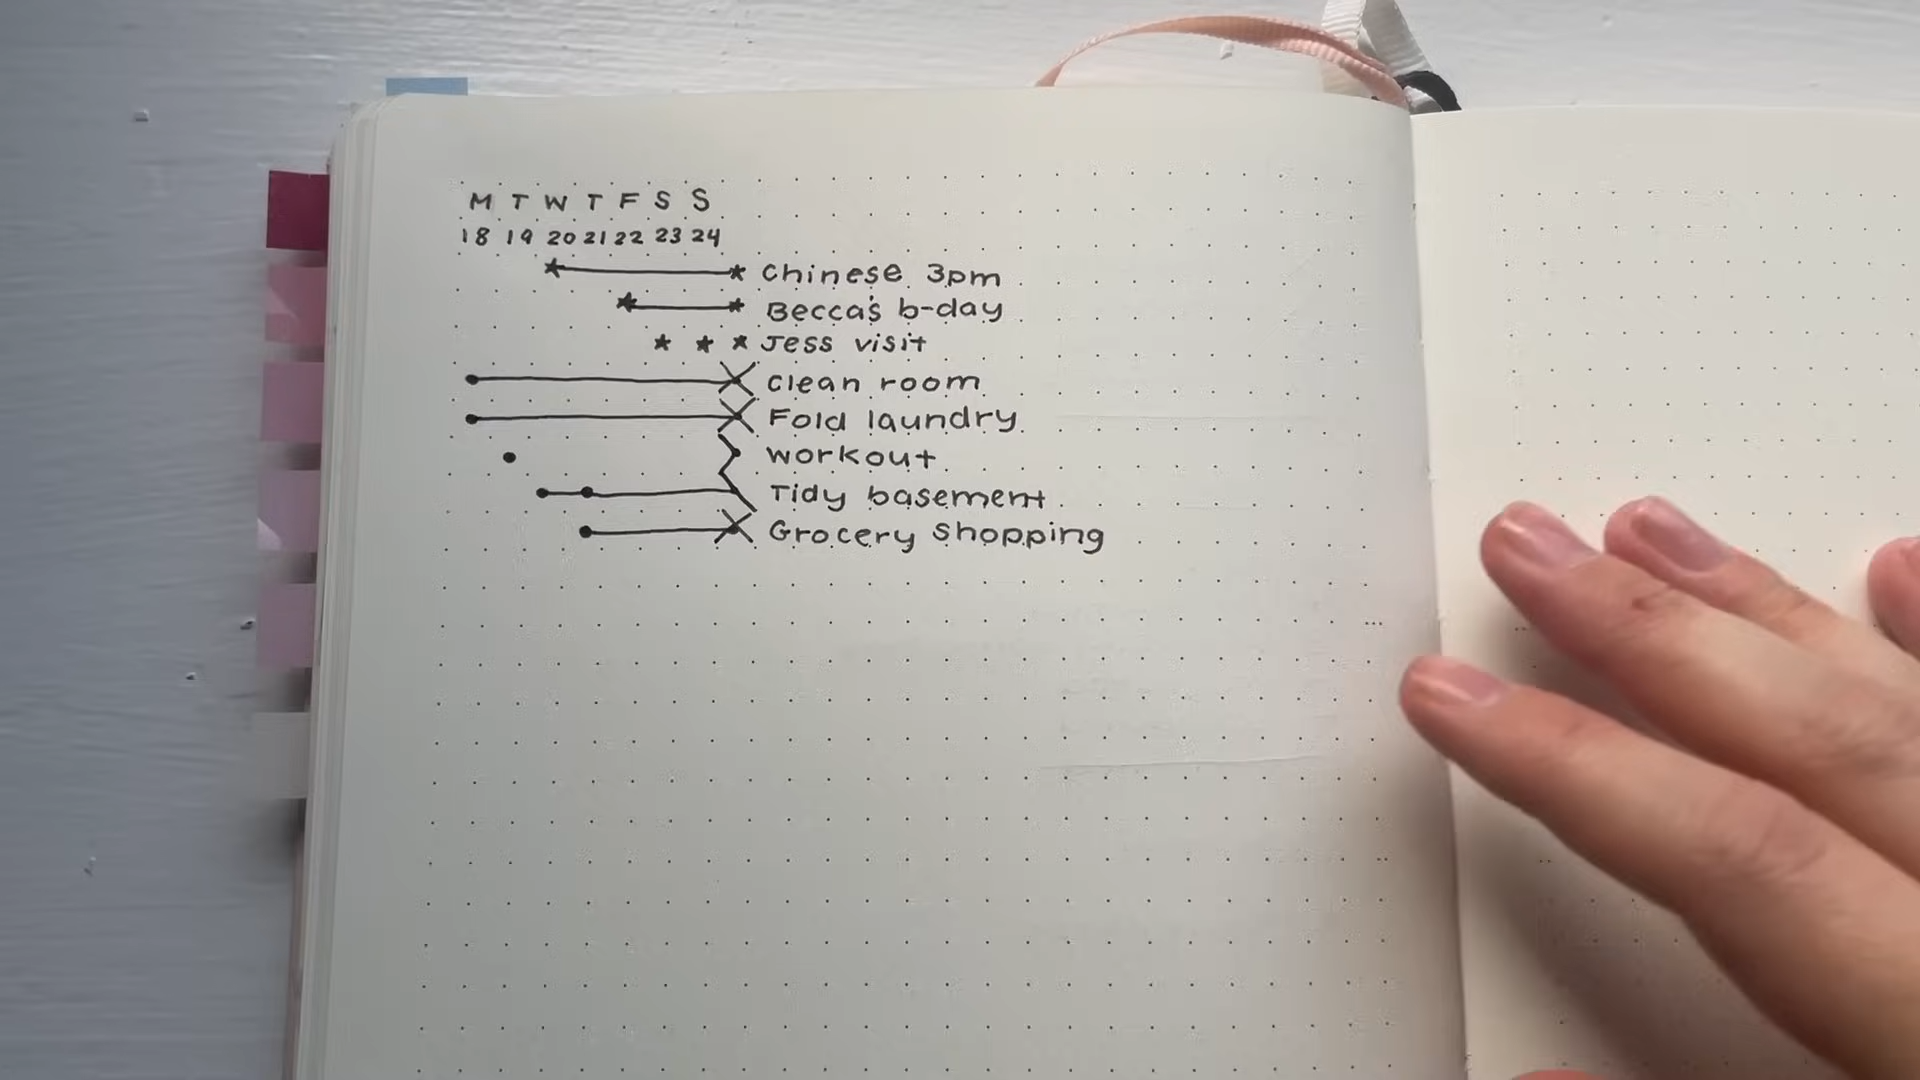 M T W T F S S
18 19 20 21 22 23 24
Chinese 3pm
Becca's b-day
Jess visit
Clean room
Fold laundry
workout
Tidy basement
Grocery shopping